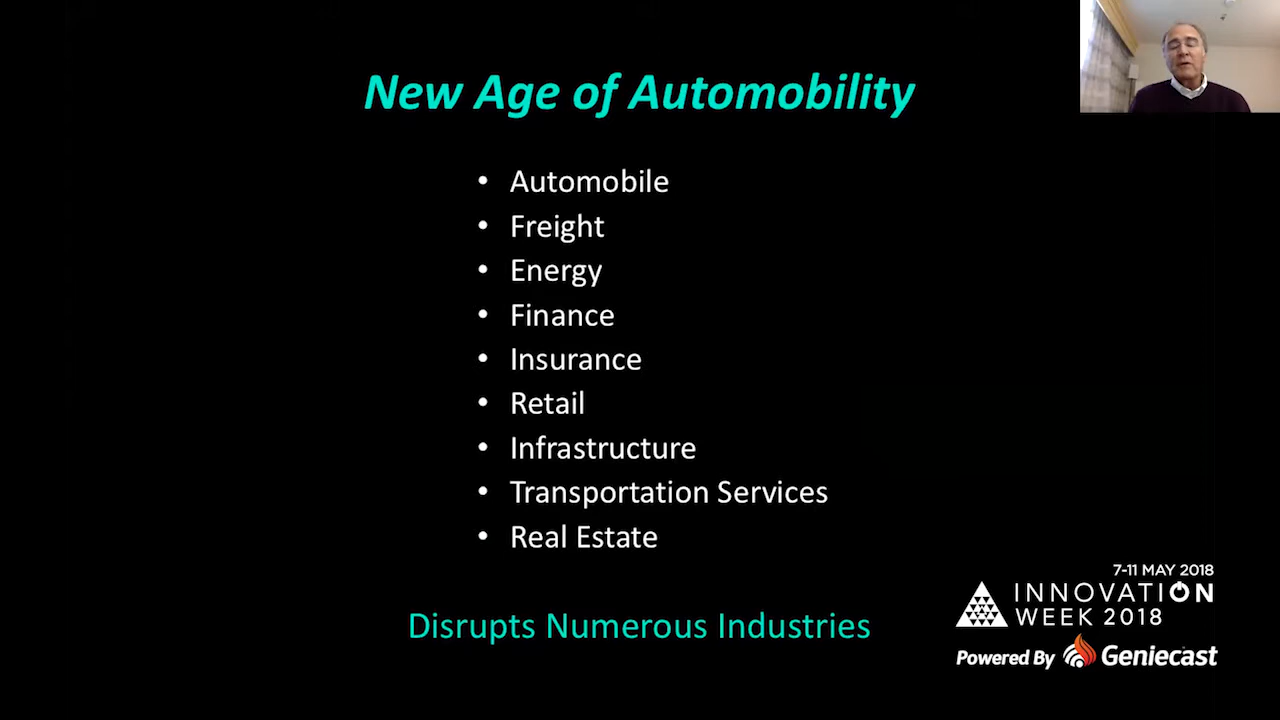 New Age of Automobility
• Automobile
• Freight
• Energy
• Finance
• Insurance
• Retail
• Infrastructure
• Transportation Services
• Real Estate
Disrupts Numerous Industries
7-11 MAY 2018
INNOVATION
WEEK 2018
Powered By Geniecast